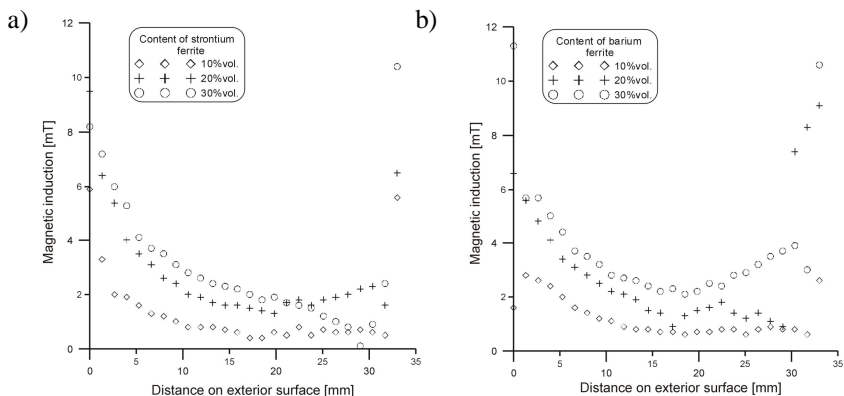 a)
12
10
8
6
4
2
0
Magnetic induction [mT]
Content of strontium
ferrite
10%vol.
20%vol.
30%vol.
0 5 10 15 20 25 30 35
Distance on exterior surface [mm]
b)
12
10
8
6
4
2
0
Magnetic induction [mT]
Content of barium
ferrite
10%vol.
20%vol.
30%vol.
0 5 10 15 20 25 30 35
Distance on exterior surface [mm]